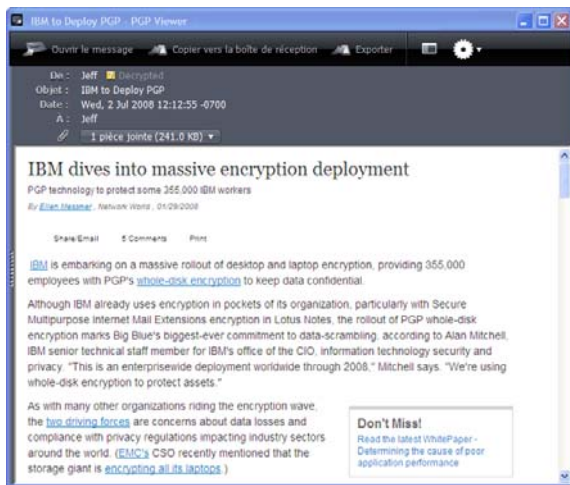 IBM to Deploy PGP - PGP Viewer
Ouvrir le message Copier vers la boîte de réception Exporter
De : Jeff Decrypted
Objet : IBM to Deploy PGP
Date : Wed, 2 Jul 2008 12:12:55 -0700
À : Jeff
1 pièce jointe (241.0 KB)
IBM dives into massive encryption deployment
PGP technology to protect some 355,000 IBM workers
By Ellen Messmer , Network World , 01/29/2008
Share/Email 5 Comments Print
IBM is embarking on a massive rollout of desktop and laptop encryption, providing 355,000
employees with PGP's whole-disk encryption to keep data confidential.
Although IBM already uses encryption in pockets of its organization, particularly with Secure
Multipurpose Internet Mail Extensions encryption in Lotus Notes, the rollout of PGP whole-disk
encryption marks Big Blue's biggest-ever commitment to data-scrambling, according to Alan Mitchell,
IBM senior technical staff member for IBM's office of the CIO, information technology security and
privacy. "This is an enterprisewide deployment worldwide through 2008," Mitchell says. "We're using
whole-disk encryption to protect assets."
As with many other organizations riding the encryption wave,
the two driving forces are concerns about data losses and
compliance with privacy regulations impacting industry sectors
around the world. (EMC's CSO recently mentioned that the
storage giant is encrypting all its laptops.)
Don't Miss!
Read the latest WhitePaper -
Determining the cause of poor
application performance